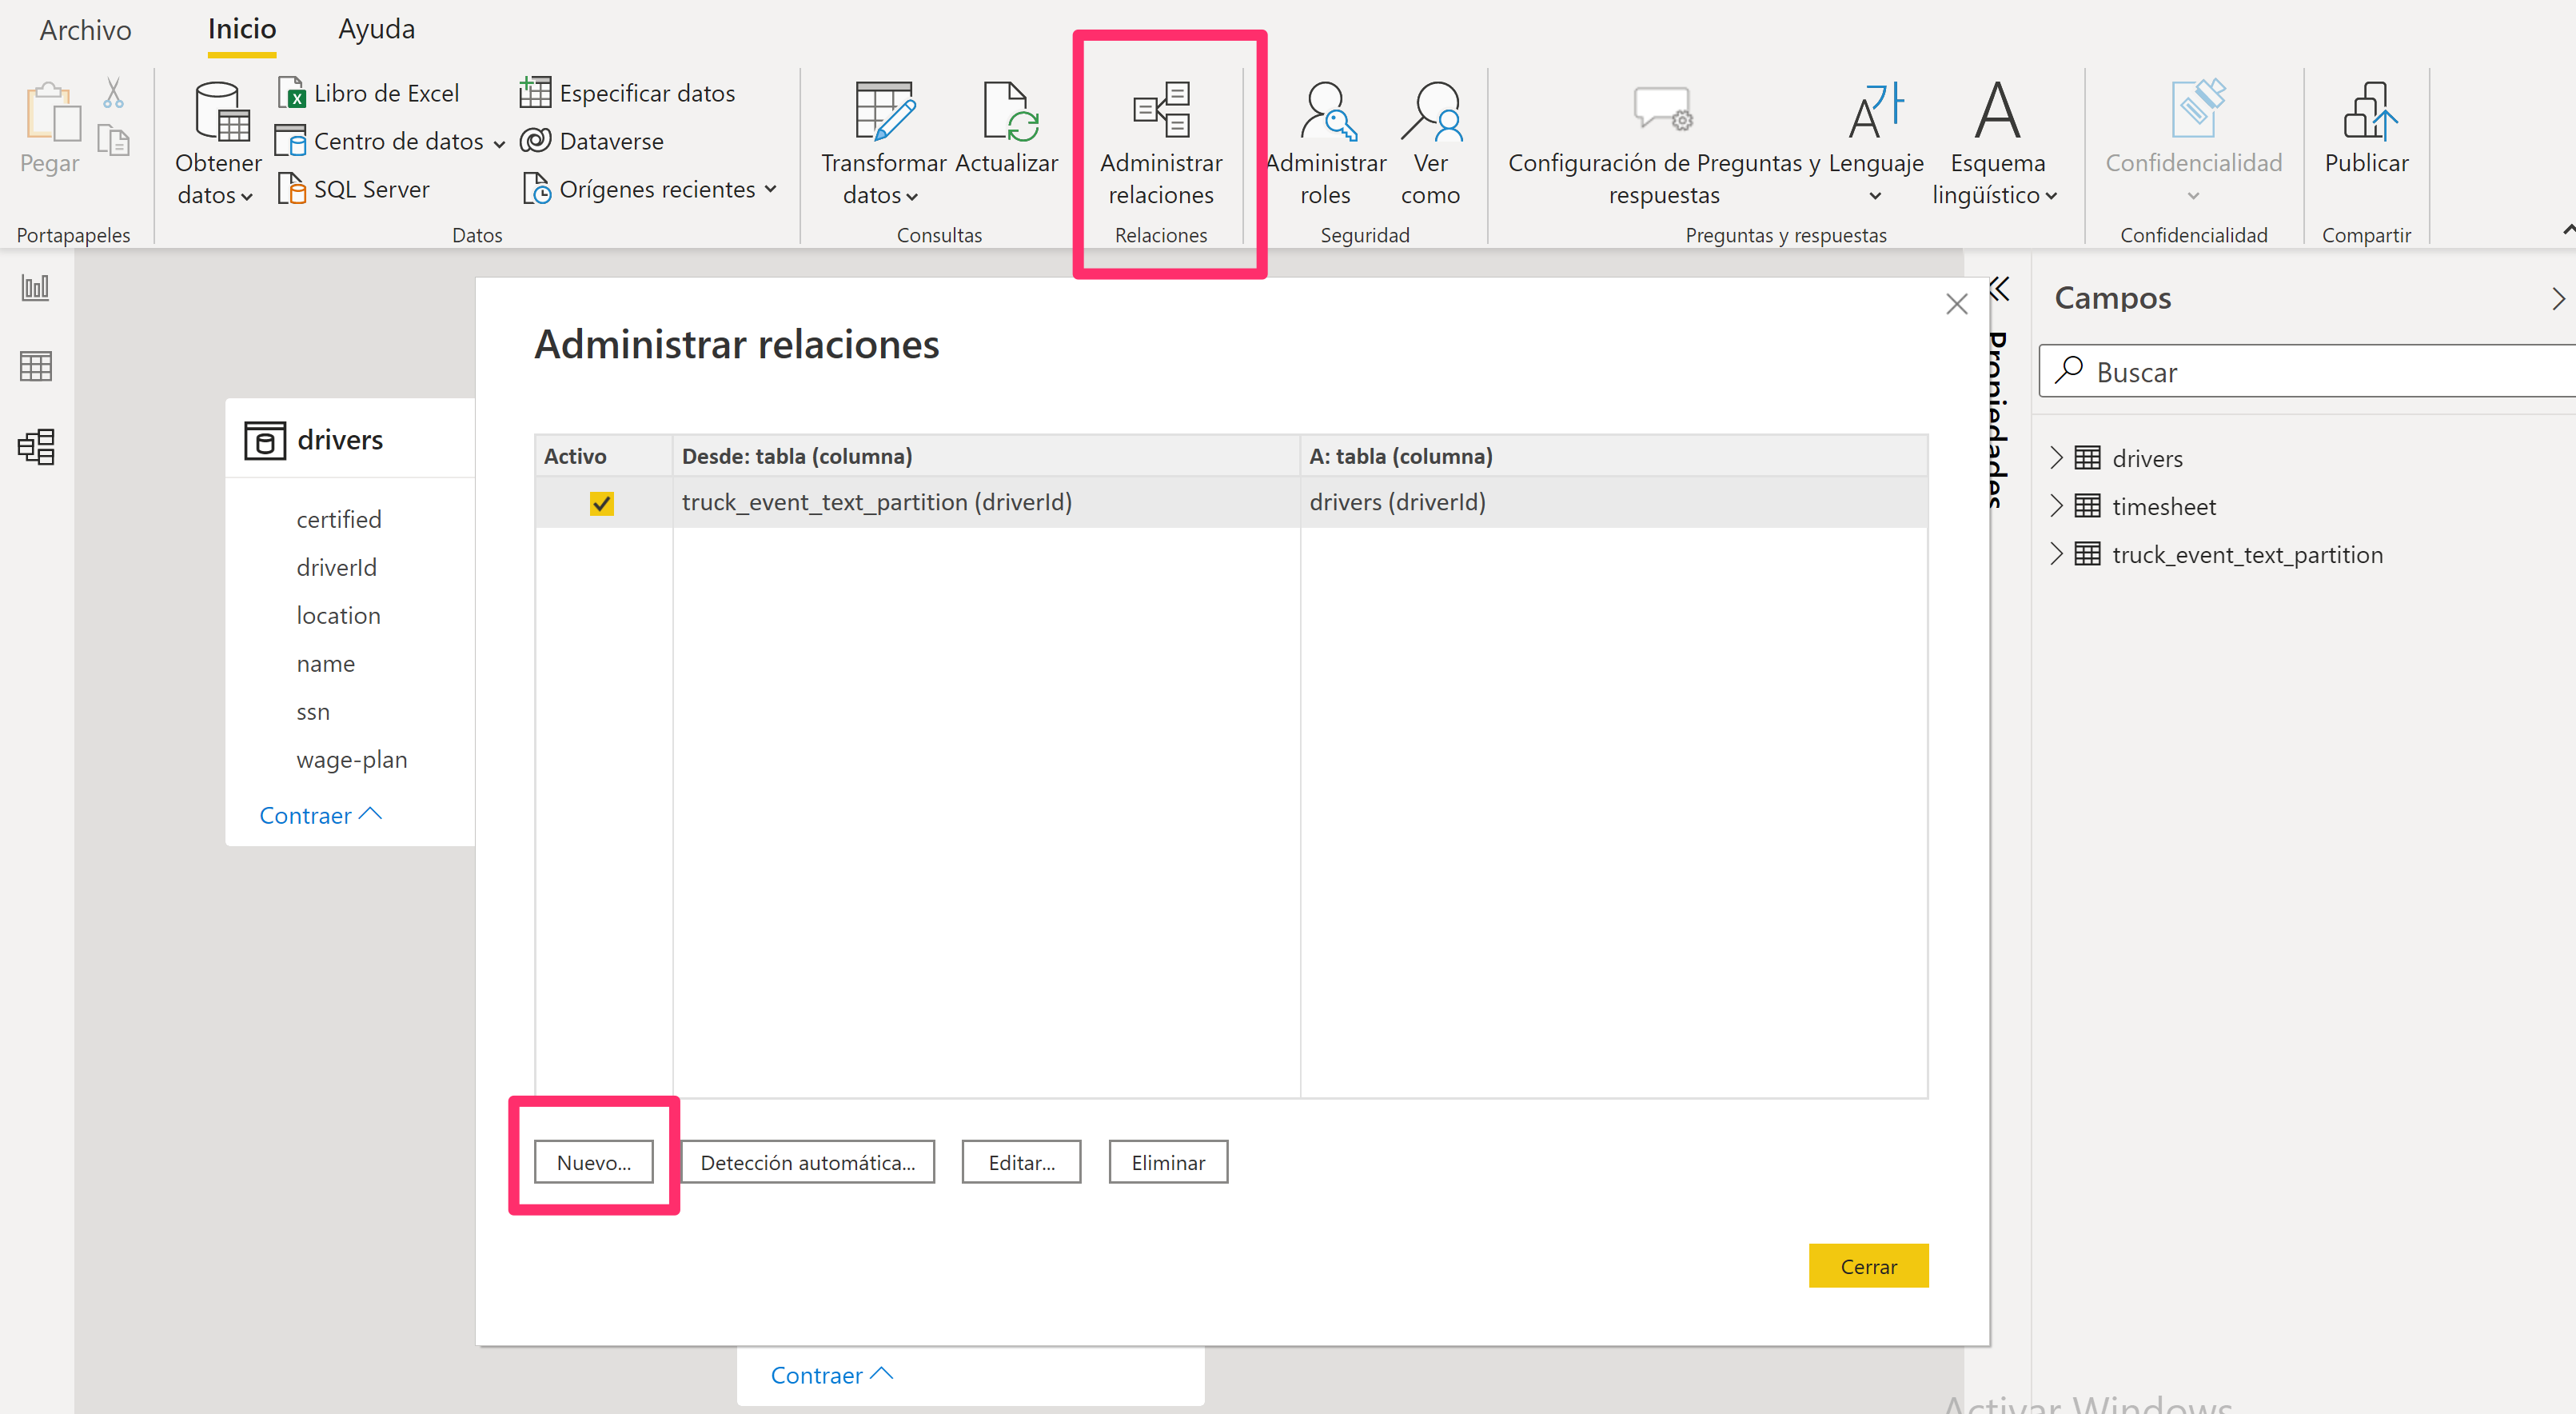 Archivo
Inicio
Ayuda
Pegar
Portapapeles
Obtener
datos
Libro de Excel
Centro de datos
SQL Server
Especificar datos
Dataverse
Orígenes recientes
Datos
Transformar
datos
Actualizar
Consultas
Administrar
relaciones
Relaciones
Administrar
roles
Ver
como
Seguridad
Configuración de Preguntas y
respuestas
Lenguaje
Esquema
lingüístico
Preguntas y respuestas
Confidencialidad
Confidencialidad
Publicar
Compartir
drivers
certified
driverId
location
name
ssn
wage-plan
Contraer
Administrar relaciones
Activo
Desde: tabla (columna)
A: tabla (columna)
truck_event_text_partition (driverId)
drivers (driverId)
Nuevo...
Detección automática...
Editar...
Eliminar
Cerrar
Contraer
Propiedades
Campos
Buscar
drivers
timesheet
truck_event_text_partition
Activar Windows